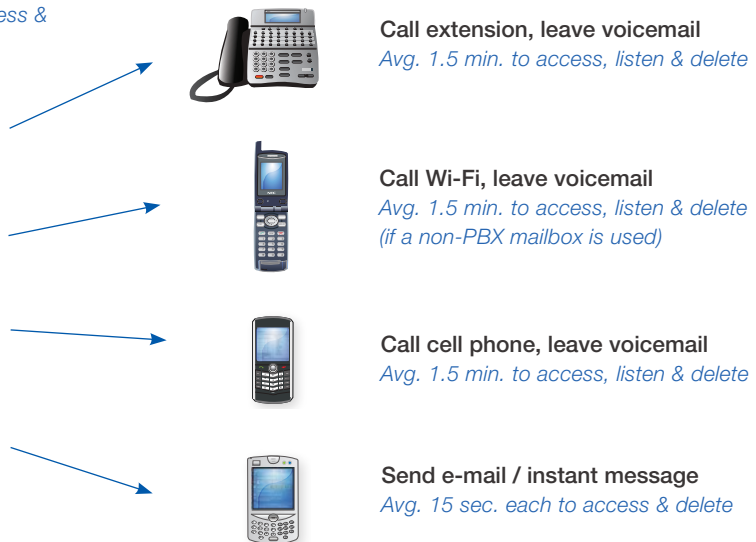 ess &
Call extension, leave voicemail
Avg. 1.5 min. to access, listen & delete
Call Wi-Fi, leave voicemail
Avg. 1.5 min. to access, listen & delete
(if a non-PBX mailbox is used)
Call cell phone, leave voicemail
Avg. 1.5 min. to access, listen & delete
Send e-mail / instant message
Avg. 15 sec. each to access & delete